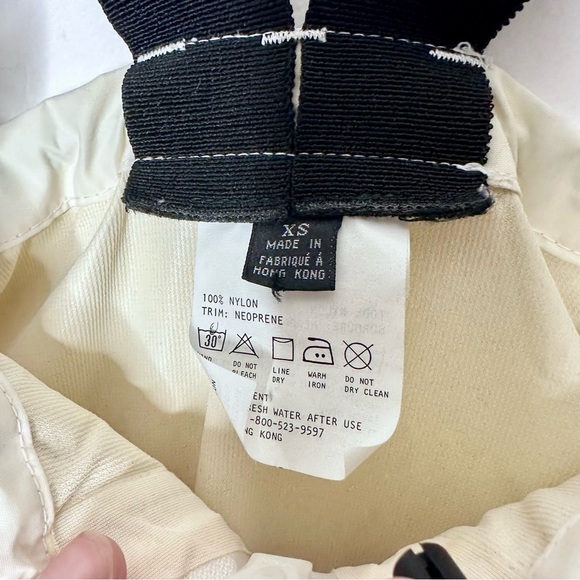 XS
MADE IN
FABRIQUÉ À
HONG KONG
100% NYLON
TRIM: NEOPRENE
30°
DO NOT BLEACH
LINE DRY
WARM IRON
DO NOT DRY CLEAN
ENT
RESH WATER AFTER USE
-800-523-9597
NG KONG